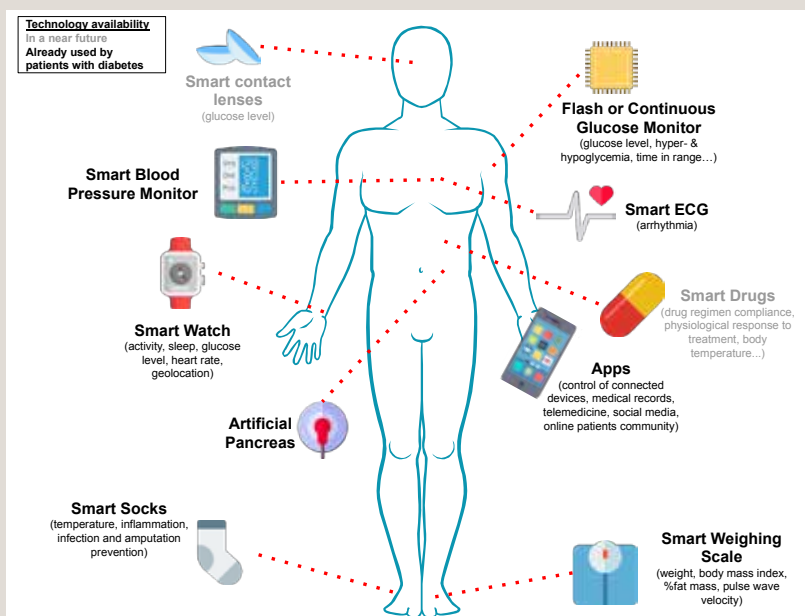 Technology availability
In a near future
Already used by
patients with diabetes
Smart contact
lenses
(glucose level)
Flash or Continuous
Glucose Monitor
(glucose level, hyper- &
hypoglycemia, time in range…)
Smart Blood
Pressure Monitor
Smart ECG
(arrhythmia)
Smart Watch
(activity, sleep, glucose
level, heart rate,
geolocation)
Smart Drugs
(drug regimen compliance,
physiological response to
treatment, body
temperature...)
Apps
(control of connected
devices, medical records,
telemedicine, social media,
online patients community)
Artificial
Pancreas
Smart Socks
(temperature, inflammation,
infection and amputation
prevention)
Smart Weighing
Scale
(weight, body mass index,
%fat mass, pulse wave
velocity)